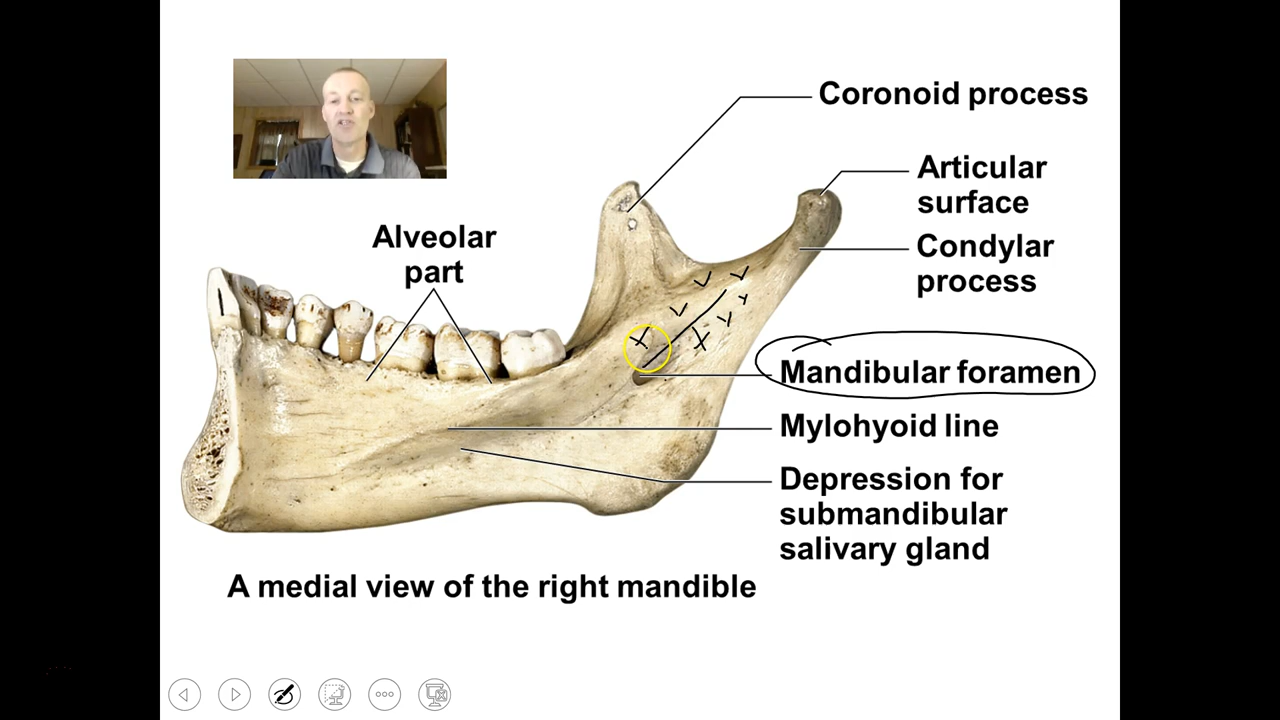 Coronoid process
Articular
surface
Alveolar
part
Condylar
process
Mandibular foramen
Mylohyoid line
Depression for
submandibular
salivary gland
A medial view of the right mandible